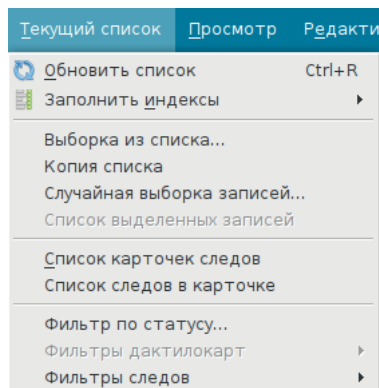 Текущий список Просмотр Редакти
Обновить список Ctrl+R
Заполнить индексы
Выборка из списка...
Копия списка
Случайная выборка записей...
Список выделенных записей
Список карточек следов
Список следов в карточке
Фильтр по статусу...
Фильтры дактилокарт
Фильтры следов